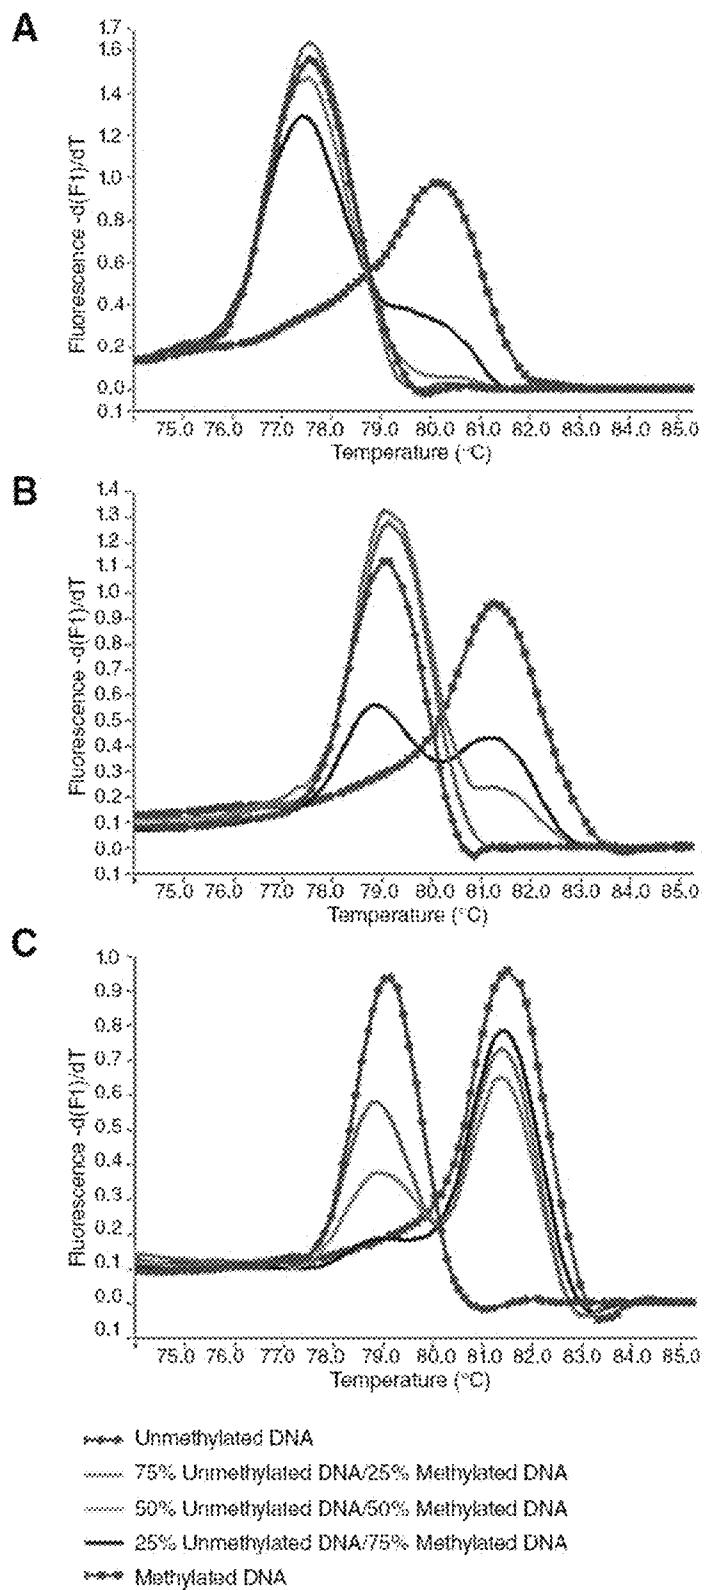 A
1.7
1.6
1.4
1.2
1.0
0.8
0.6
0.4
0.2
0.0
0.1
Fluorescence -d(F1)/dT
75.0 76.0 77.0 78.0 79.0 80.0 81.0 82.0 83.0 84.0 85.0
Temperature (°C)
B
1.4
1.3
1.2
1.1
1.0
0.9
0.8
0.7
0.6
0.5
0.4
0.3
0.2
0.1
0.0
0.1
Fluorescence -d(F1)/dT
75.0 76.0 77.0 78.0 79.0 80.0 81.0 82.0 83.0 84.0 85.0
Temperature (°C)
C
1.0
0.9
0.8
0.7
0.6
0.5
0.4
0.3
0.2
0.1
0.0
0.1
Fluorescence -d(F1)/dT
75.0 76.0 77.0 78.0 79.0 80.0 81.0 82.0 83.0 84.0 85.0
Temperature (°C)
Unmethylated DNA
75% Unmethylated DNA/25% Methylated DNA
50% Unmethylated DNA/50% Methylated DNA
25% Unmethylated DNA/75% Methylated DNA
Methylated DNA